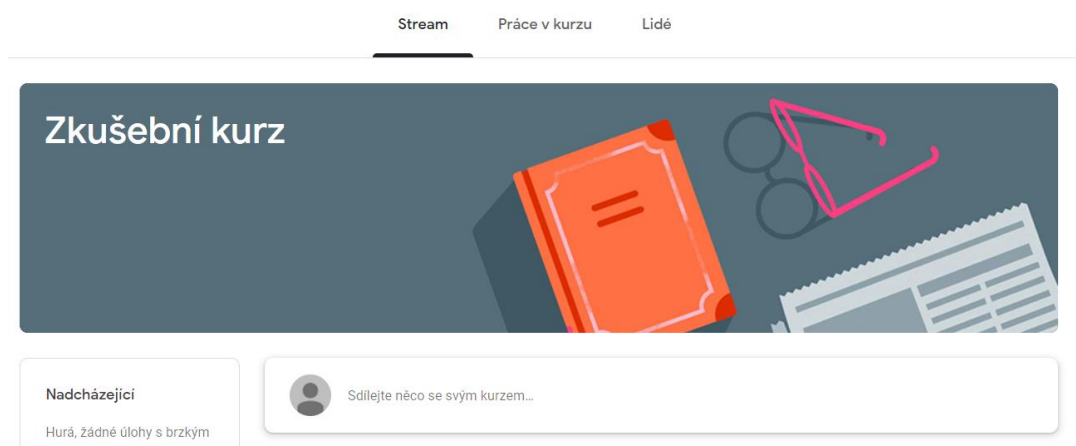 Stream Práce v kurzu Lidé
Zkušební kurz
Nadcházející
Hurá, žádné úlohy s brzkým
Sdílejte něco se svým kurzem…